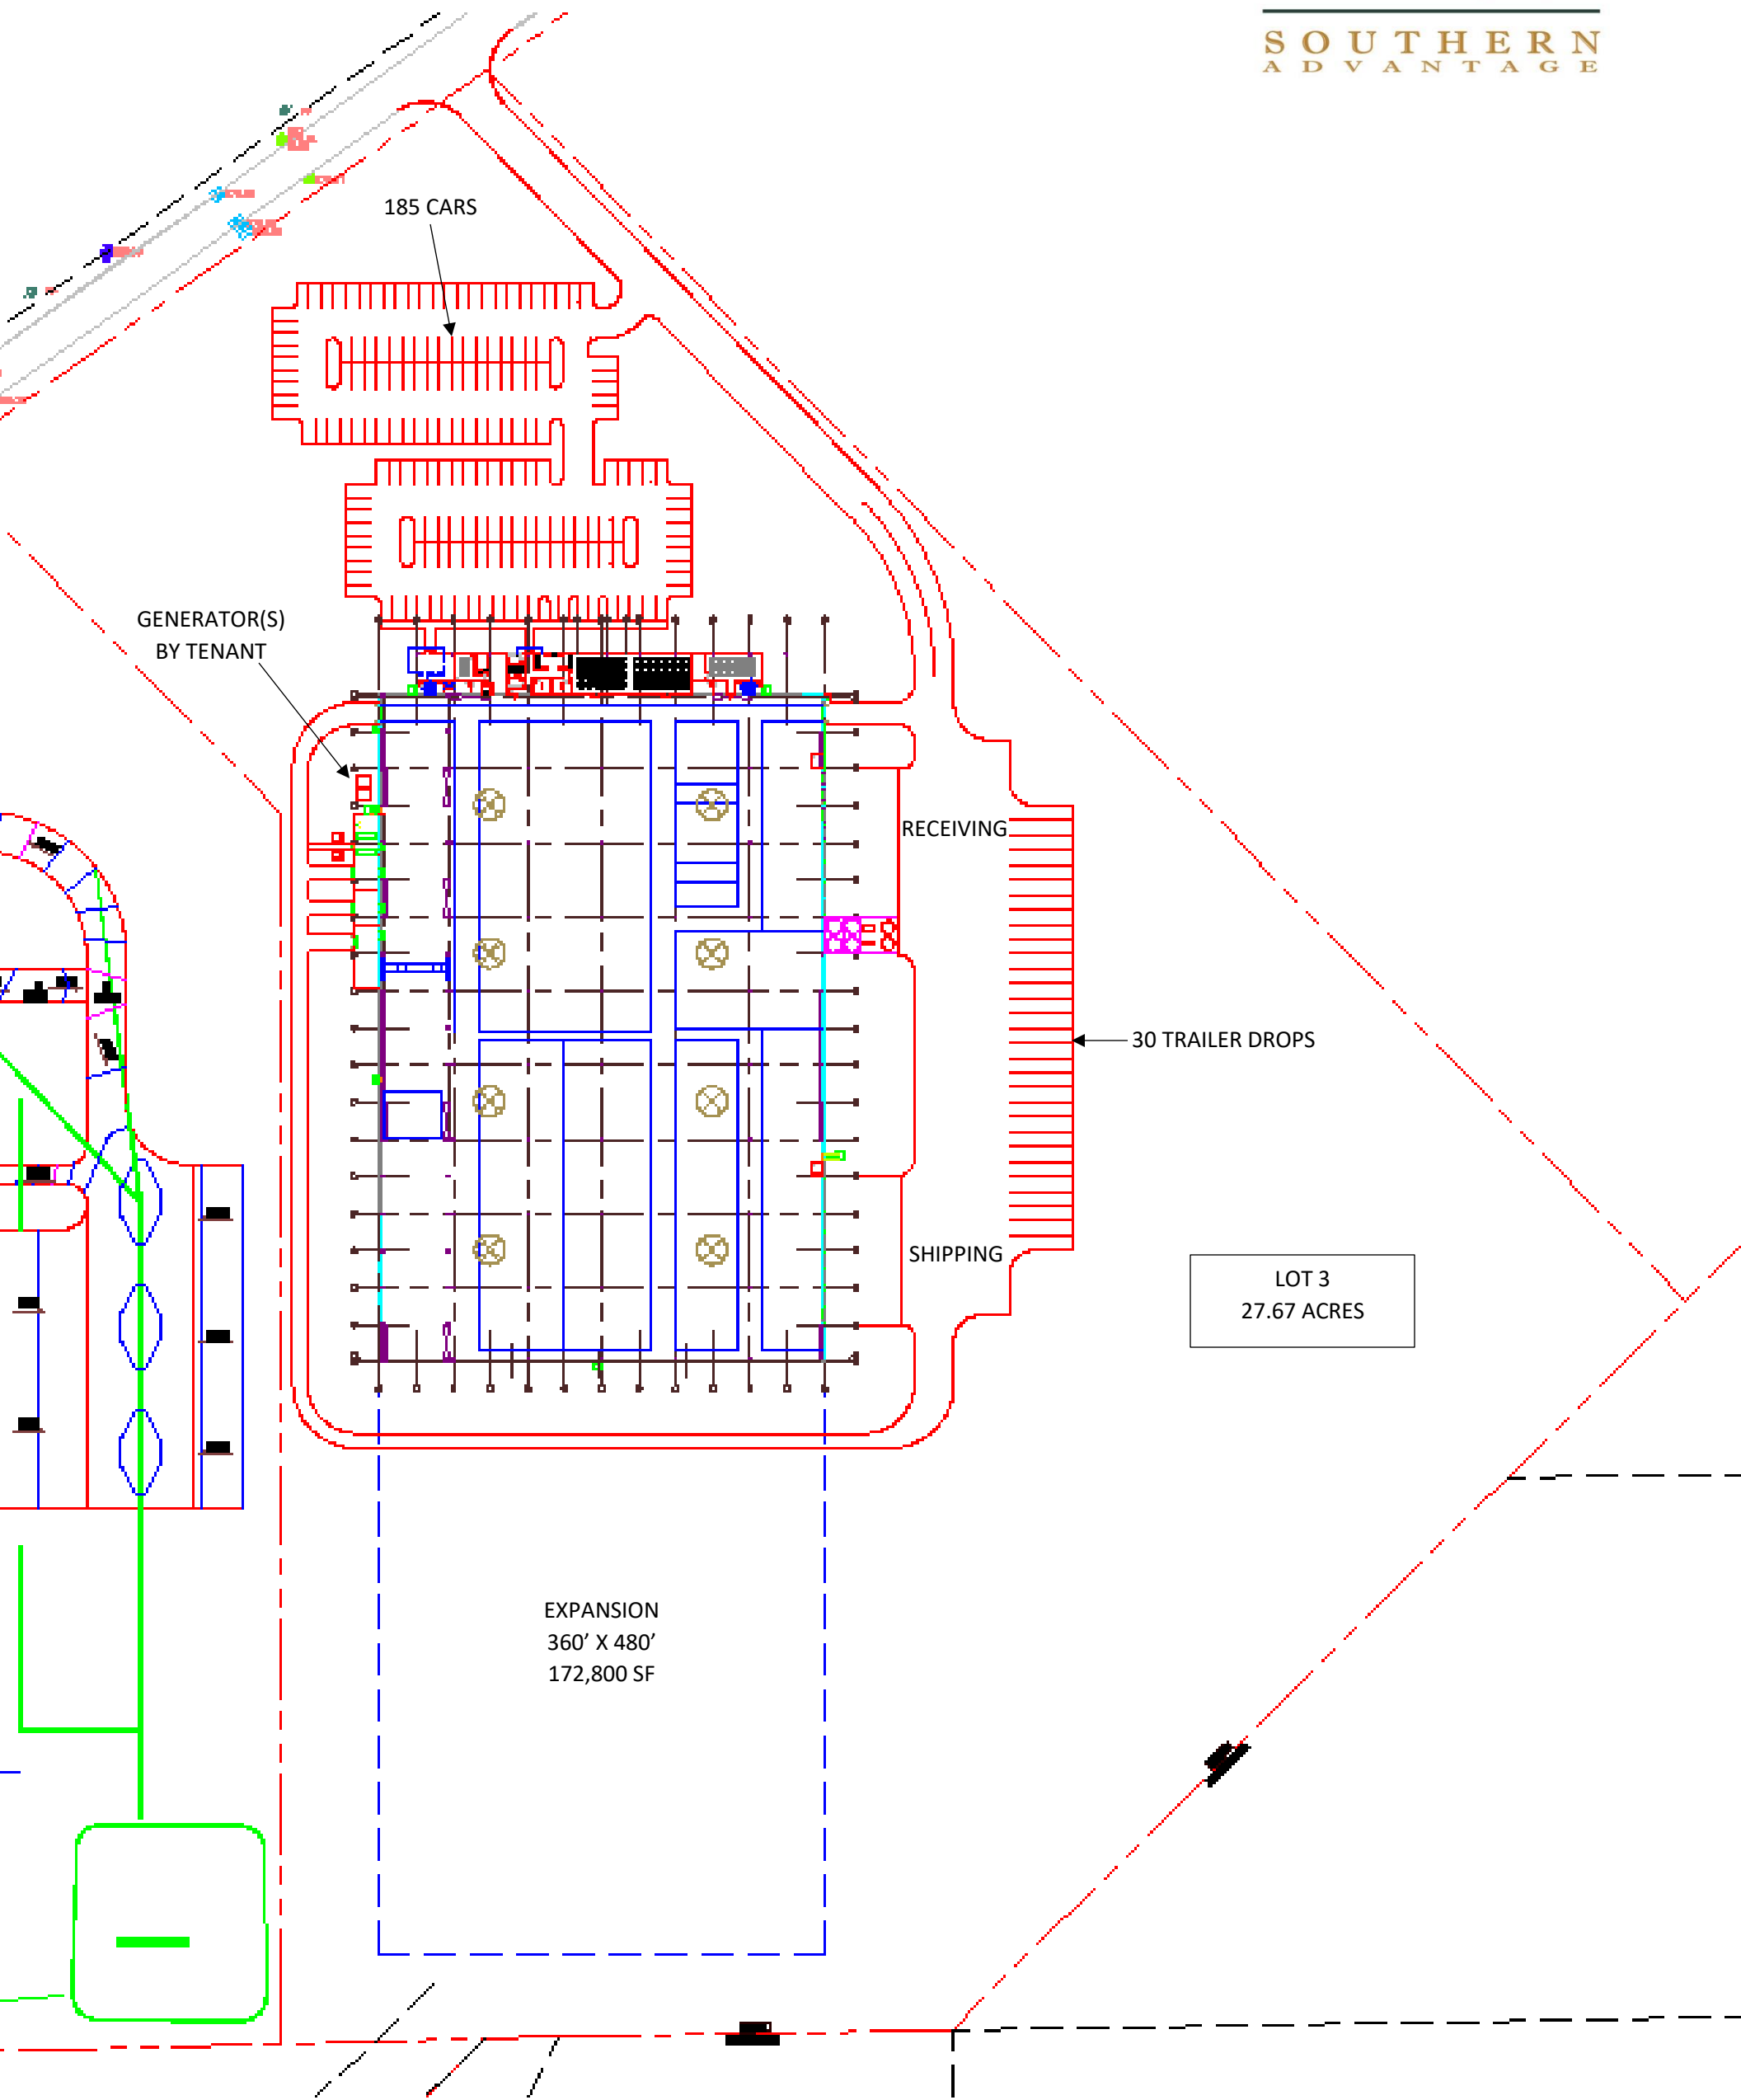 SOUTHERN
ADVANTAGE
185 CARS
GENERATOR(S)
BY TENANT
RECEIVING
30 TRAILER DROPS
SHIPPING
LOT 3
27.67 ACRES
EXPANSION
360’ X 480’
172,800 SF